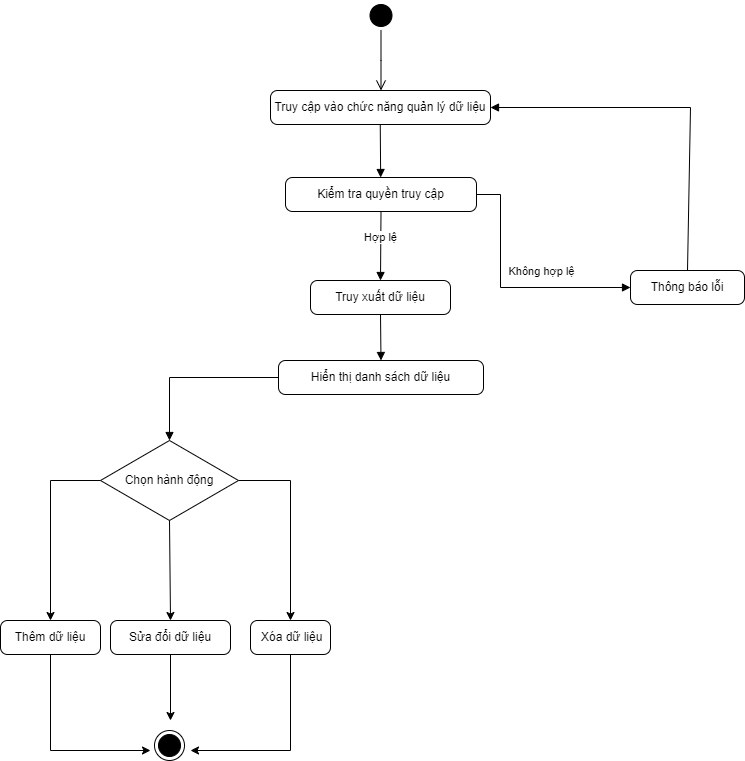 Truy cập vào chức năng quản lý dữ liệu
Kiểm tra quyền truy cập
Hợp lệ
Không hợp lệ
Thông báo lỗi
Truy xuất dữ liệu
Hiển thị danh sách dữ liệu
Chọn hành động
Thêm dữ liệu
Sửa đổi dữ liệu
Xóa dữ liệu